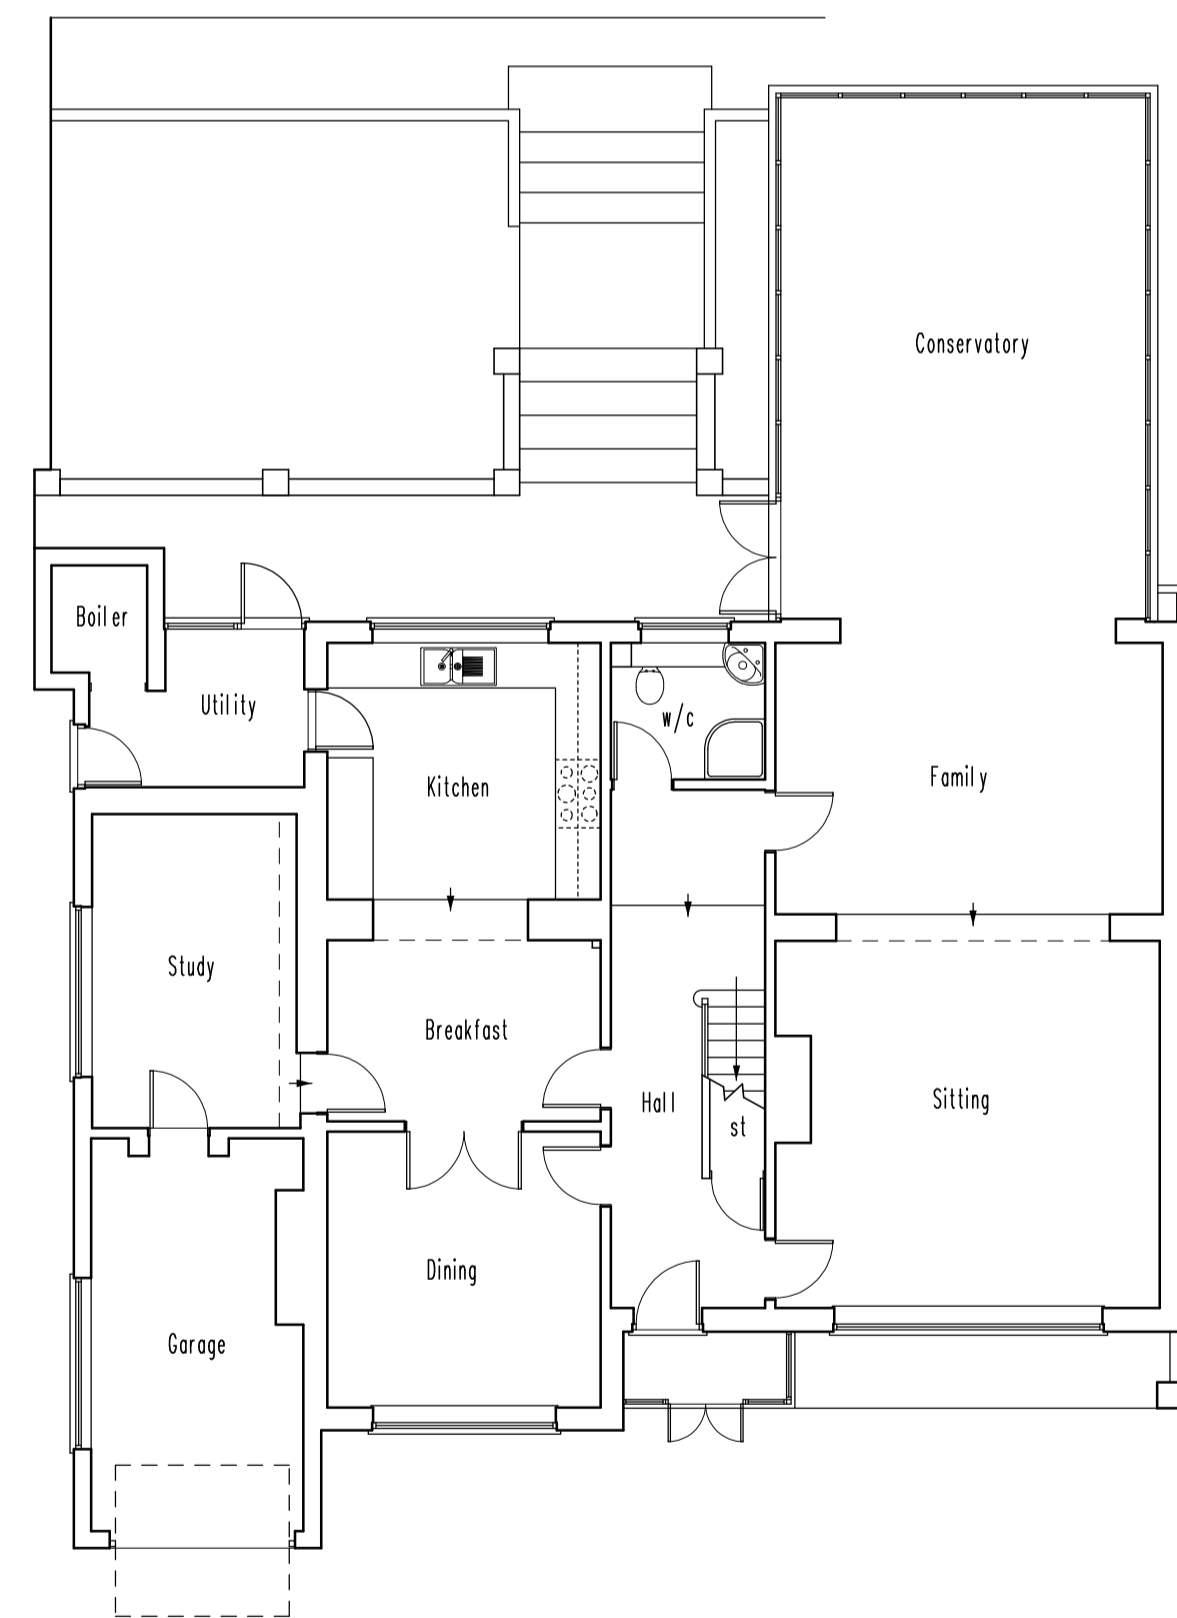 Conservatory
Boiler
Utility
w/c
Kitchen
Family
Study
Breakfast
Hall
Sitting
st
Dining
Garage